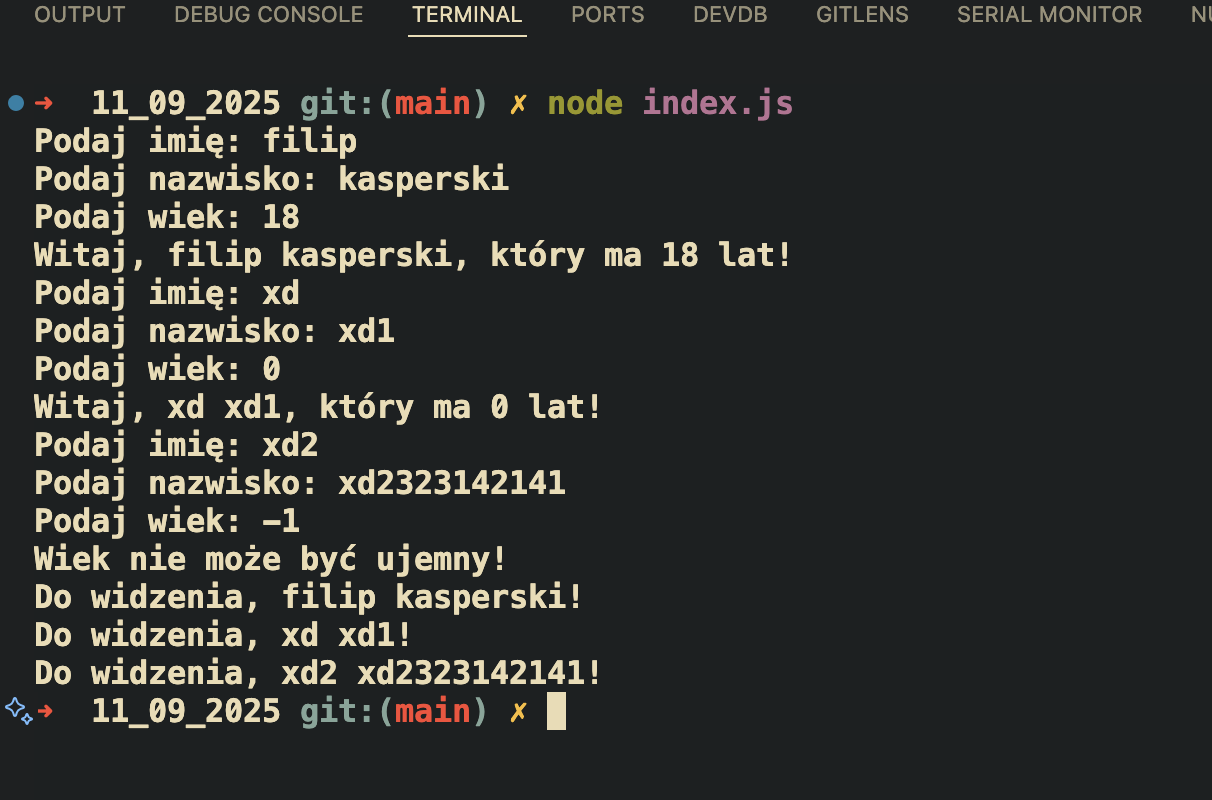 OUTPUT DEBUG CONSOLE TERMINAL PORTS DEVDB GITLENS SERIAL MONITOR
➜ 11_09_2025 git:(main) ✗ node index.js
Podaj imię: filip
Podaj nazwisko: kasperski
Podaj wiek: 18
Witaj, filip kasperski, który ma 18 lat!
Podaj imię: xd
Podaj nazwisko: xd1
Podaj wiek: 0
Witaj, xd xd1, który ma 0 lat!
Podaj imię: xd2
Podaj nazwisko: xd2323142141
Podaj wiek: -1
Wiek nie może być ujemny!
Do widzenia, filip kasperski!
Do widzenia, xd xd1!
Do widzenia, xd2 xd2323142141!
➜ 11_09_2025 git:(main) ✗